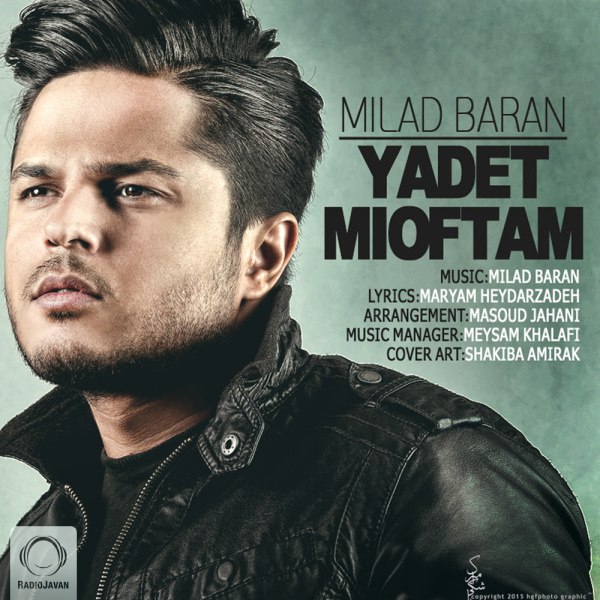 MILAD BARAN
YADET
MIOFTAM
MUSIC:MILAD BARAN
LYRICS:MARYAM HEYDARZADEH
ARRANGEMENT:MASOUD JAHANI
MUSIC MANAGER:MEYSAM KHALAFI
COVER ART:SHAKIBA AMIRAK
RADIOJAVAN
copyright 2015 hgfphoto graphic